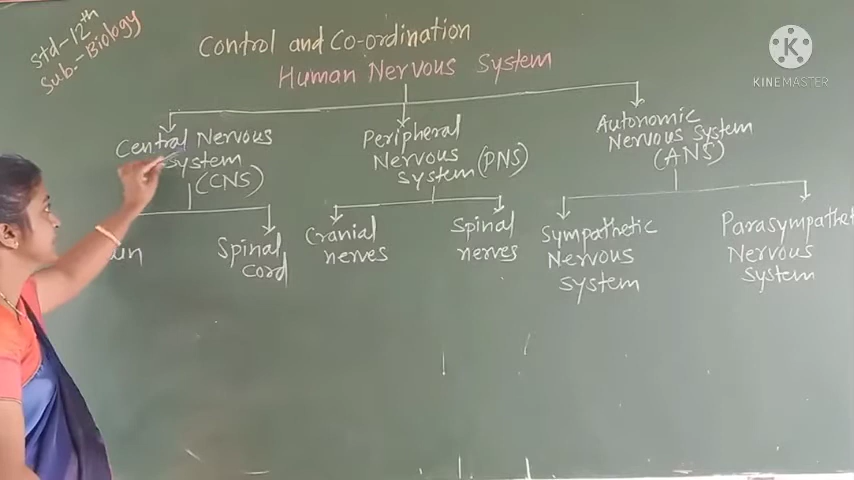 Std-12th
Sub.-Biology
Control and Co-ordination
Human Nervous System
KINEMASTER
Central Nervous
System
(CNS)
Peripheral
Nervous
System (PNS)
Autonomic
Nervous System
(ANS)
Spinal
cord
Cranial
nerves
Spinal
nerves
Sympathetic
Nervous
System
Nervous
System